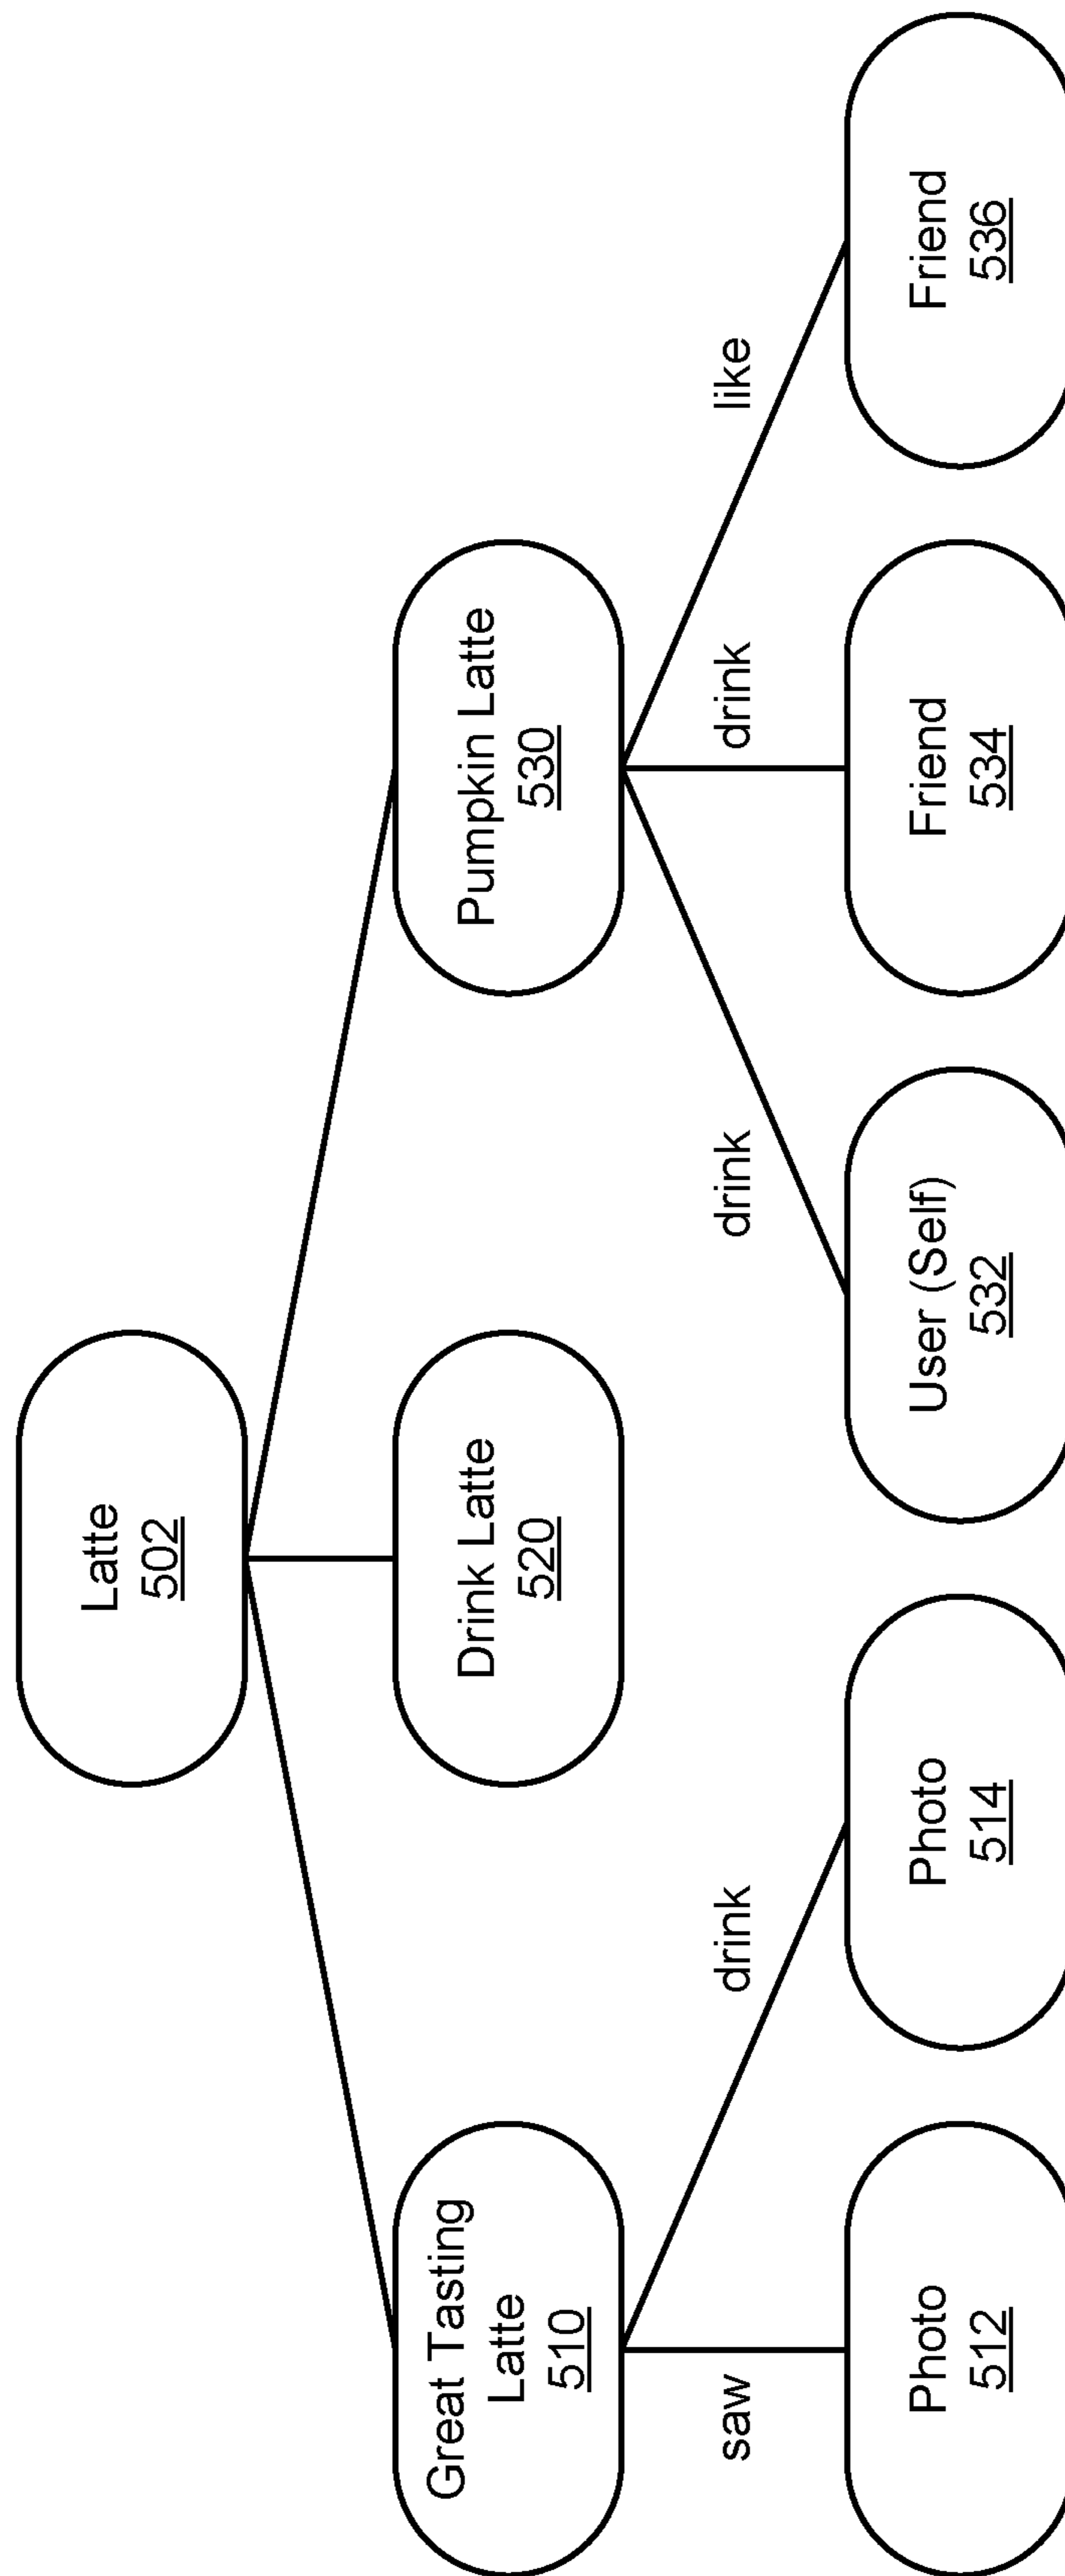 Latte
502
Great Tasting
Latte
510
Drink Latte
520
Pumpkin Latte
530
saw
drink
drink
drink
like
Photo
512
Photo
514
User (Self)
532
Friend
534
Friend
536